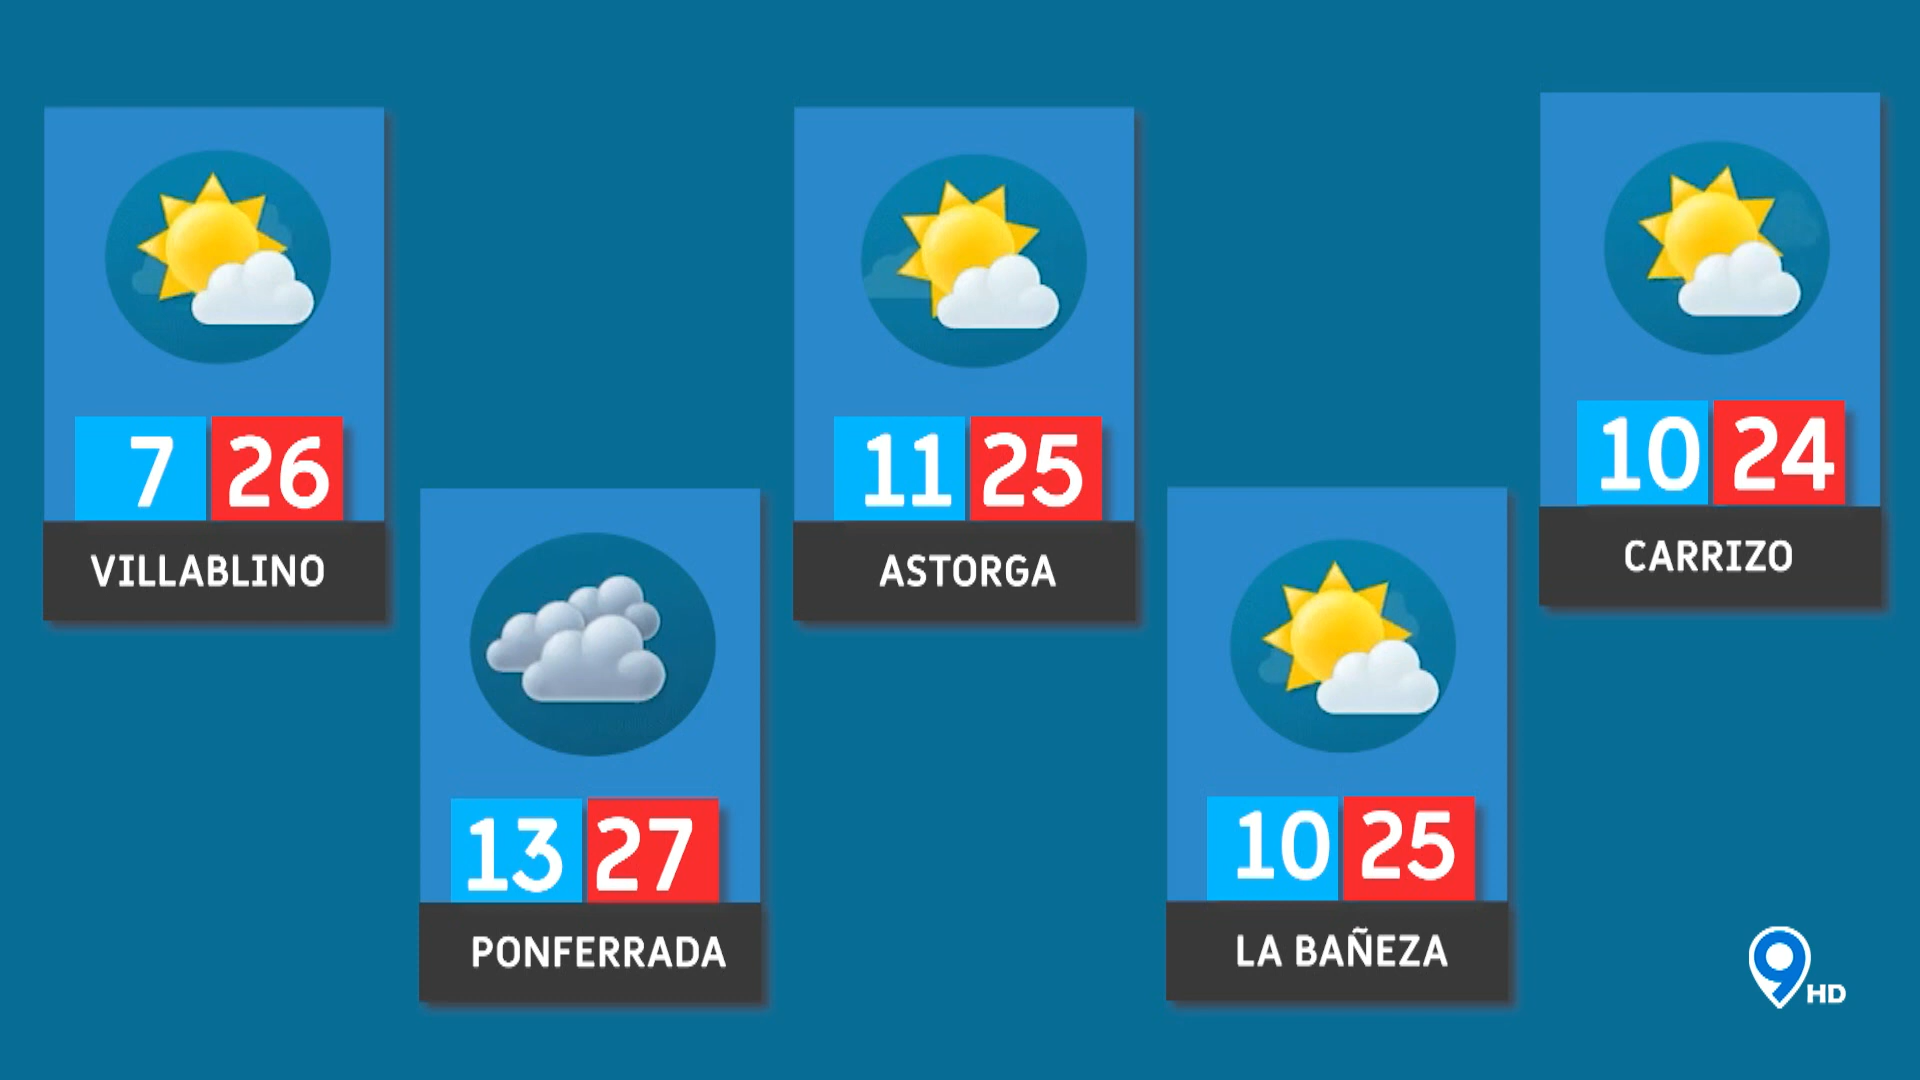 7 26
VILLABLINO
13 27
PONFERRADA
11 25
ASTORGA
10 25
LA BAÑEZA
10 24
CARRIZO
9 HD